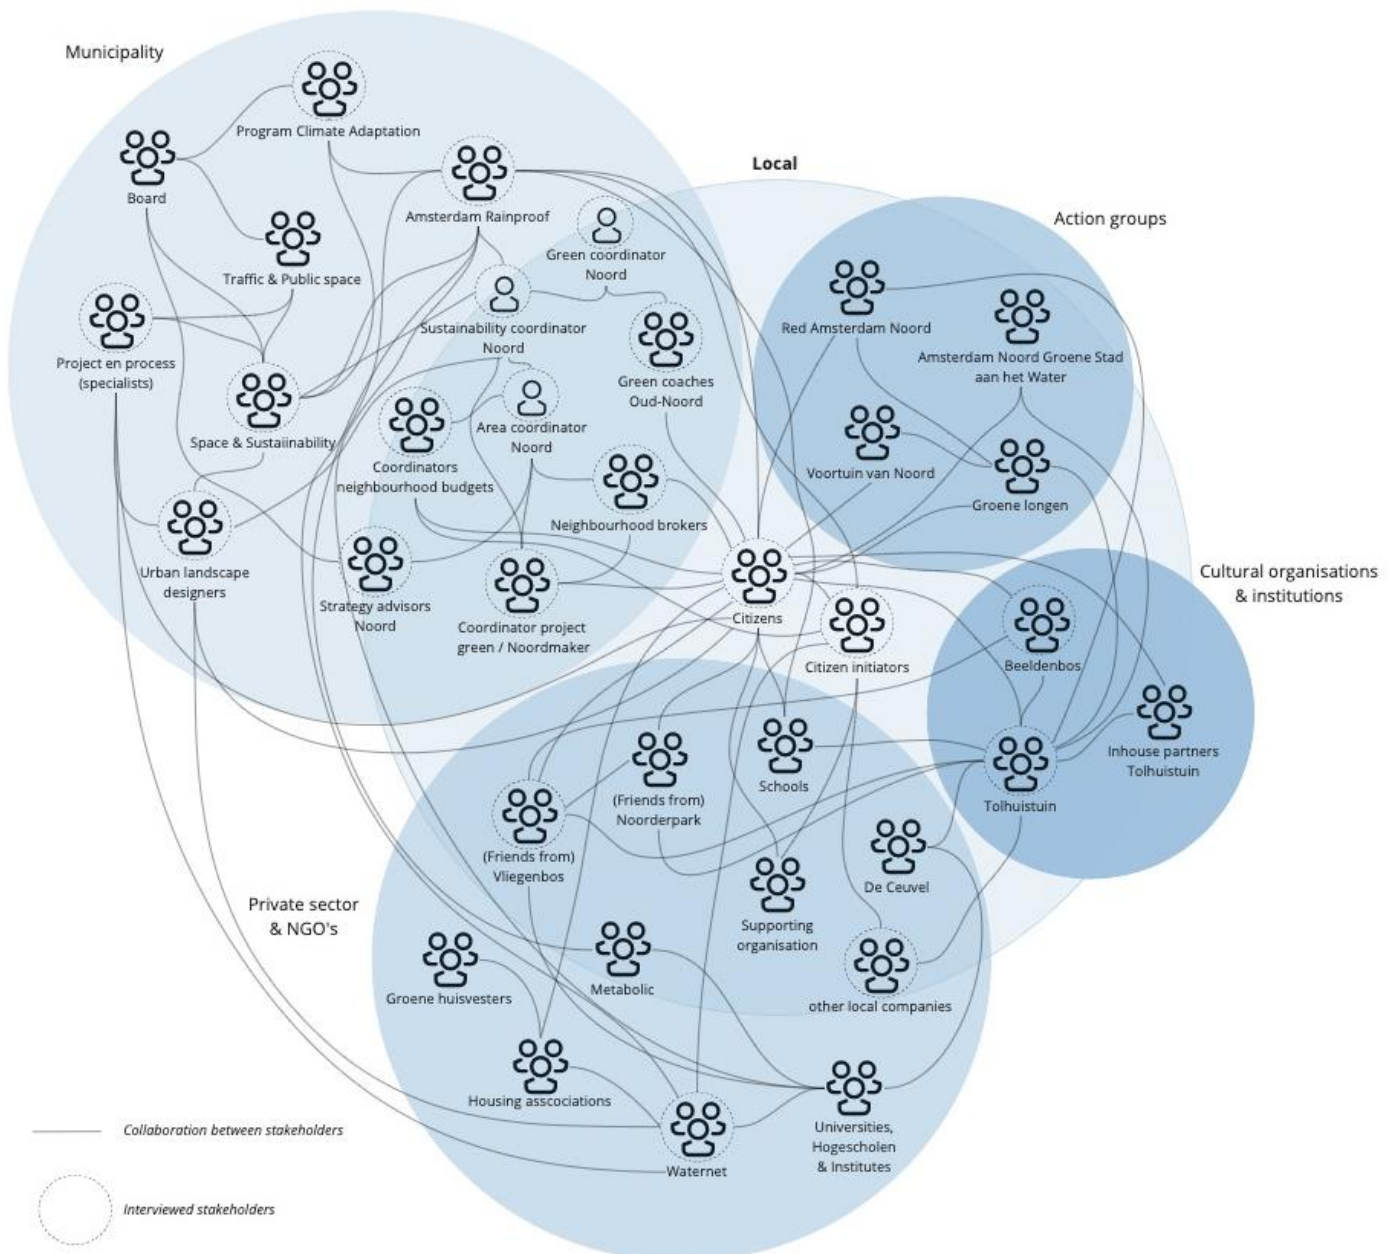 Municipality
Program Climate Adaptation
Board
Amsterdam Rainproof
Local
Action groups
Green coordinator
Noord
Traffic & Public space
Sustainability coordinator
Noord
Red Amsterdam Noord
Amsterdam Noord Groene Stad
aan het Water
Project en process
(specialists)
Green coaches
Oud-Noord
Space & Sustaiinability
Area coordinator
Noord
Coordinators
neighbourhood budgets
Voortuin van Noord
Groene longen
Neighbourhood brokers
Urban landscape
designers
Strategy advisors
Noord
Coordinator project
green / Noordmaker
Citizens
Citizen initiators
Cultural organisations
& institutions
Beeldenbos
Inhouse partners
Tolhuistuin
Tolhuistuin
Schools
(Friends from)
Noorderpark
(Friends from)
Vliegenbos
De Ceuvel
Private sector
& NGO's
Supporting
organisation
Metabolic
Groene huisvesters
other local companies
Housing asscociations
Waternet
Universities,
Hogescholen
& Institutes
Collaboration between stakeholders
Interviewed stakeholders